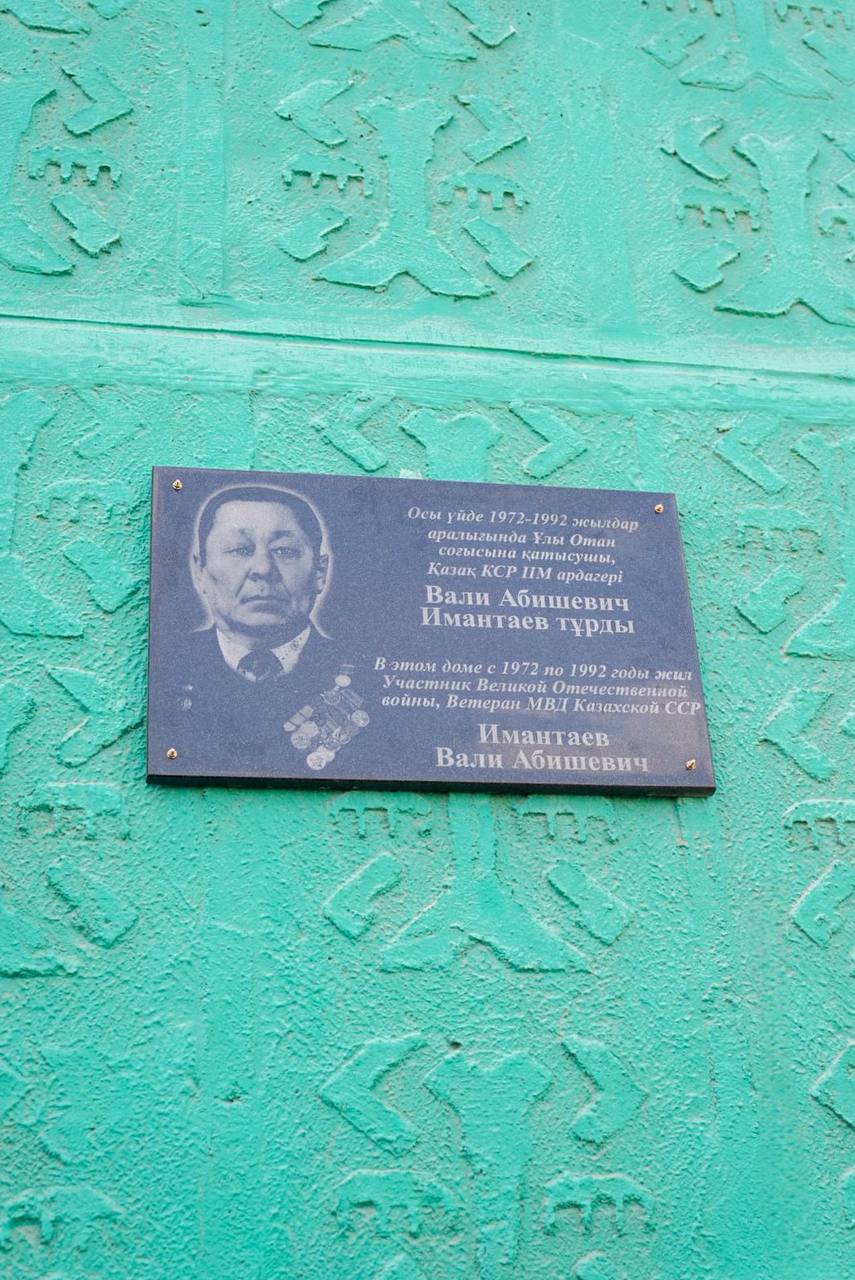 Осы үйде 1972-1992 жылдар
аралығында Ұлы Отан
соғысына қатысушы,
Қазақ КСР ІІМ ардагері
Вали Абишевич
Имантаев тұрды
В этом доме с 1972 по 1992 годы жил
Участник Великой Отечественной
войны, Ветеран МВД Казахской ССР
Имантаев
Вали Абишевич